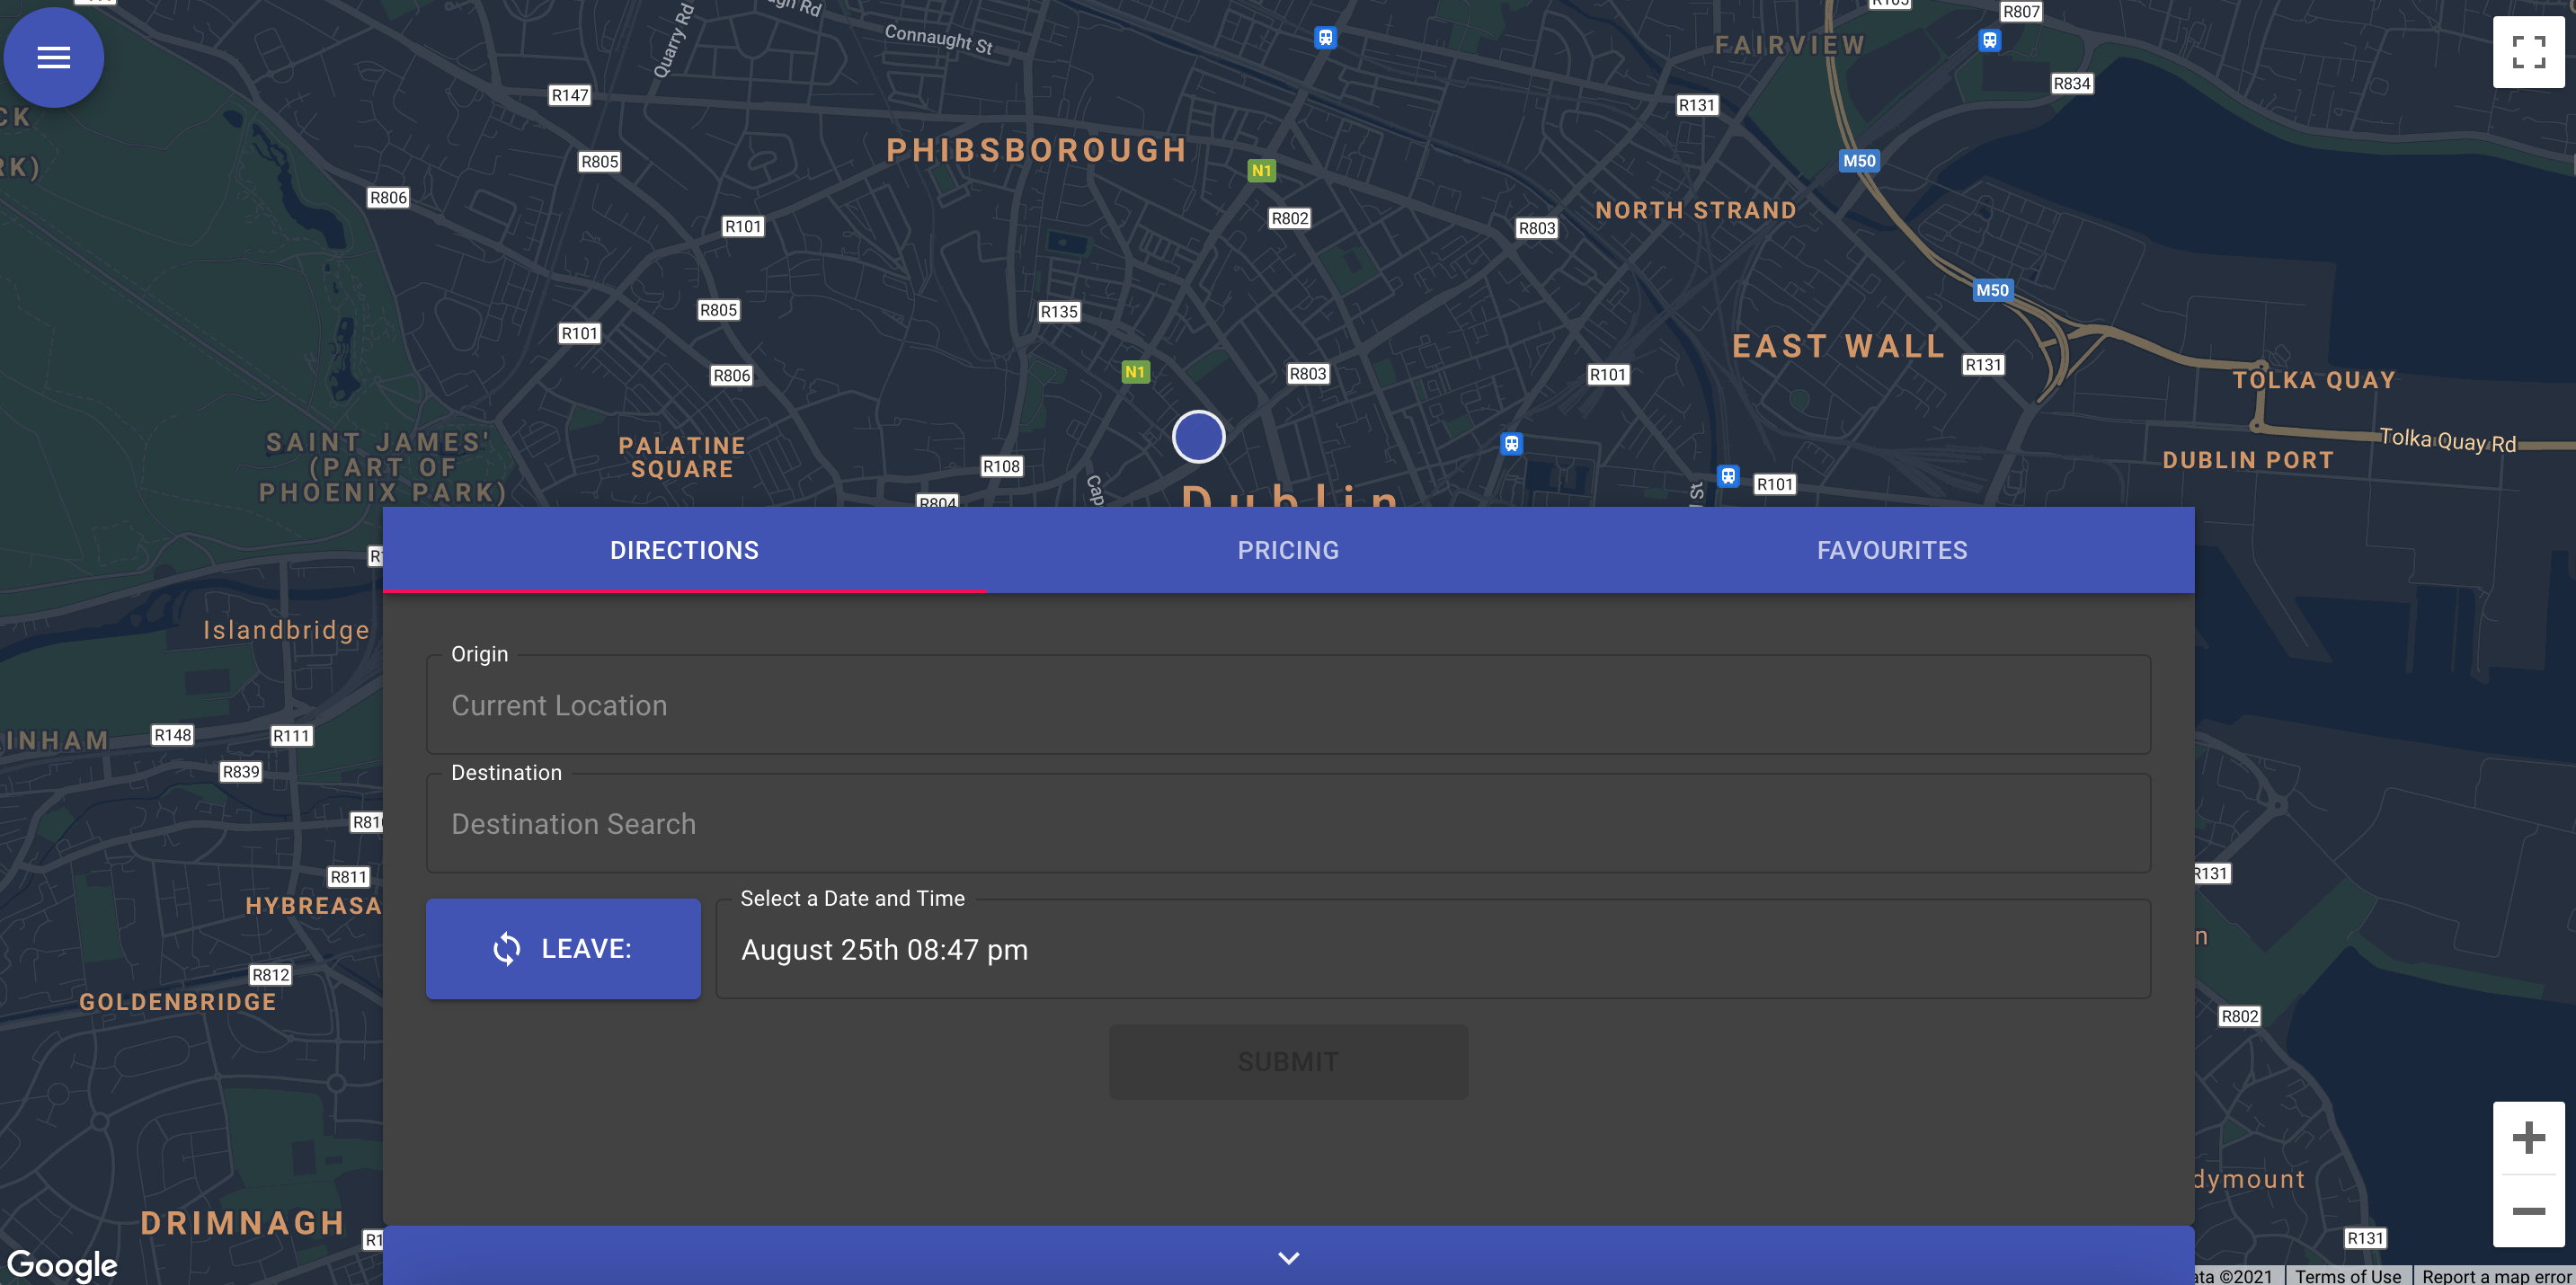 Quarry Rd
Connaught St
R807
FAIRVIEW
R834
R147
R131
PHIBSBOROUGH
R805
M50
N1
R806
NORTH STRAND
R802
R101
R803
M50
R805
R135
R101
EAST WALL
R131
N1
R803
R101
R806
TOLKA QUAY
SAINT JAMES'
(PART OF
PHOENIX PARK)
PALATINE
SQUARE
Tolka Quay Rd
DUBLIN PORT
R108
R101
R804
Dublin
DIRECTIONS
PRICING
FAVOURITES
Islandbridge
Origin
Current Location
R148
R111
R839
Destination
Destination Search
R811
R131
HYBREASA
Select a Date and Time
LEAVE:
August 25th 08:47 pm
R812
GOLDENBRIDGE
R802
SUBMIT
DRIMNAGH
R131
Google
©2021
Terms of Use
Report a map error